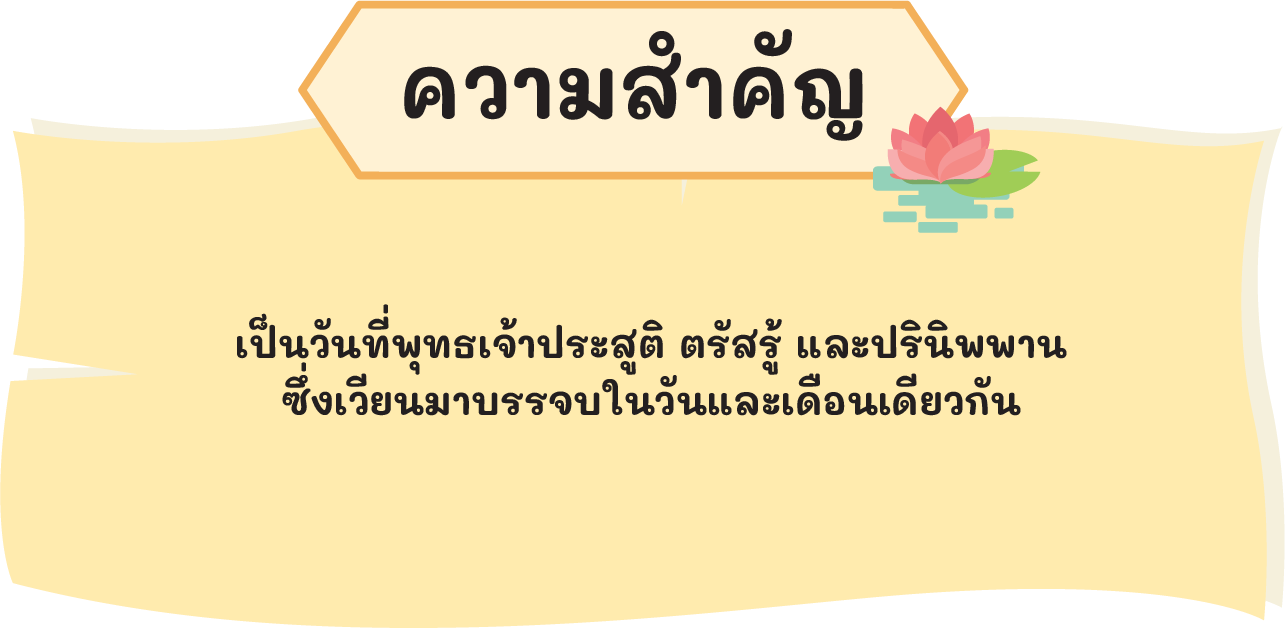 ความสำคัญ
เป็นวันที่พุทธเจ้าประสูติ ตรัสรู้ และปรินิพพาน
ซึ่งเวียนมาบรรจบในวันและเดือนเดียวกัน